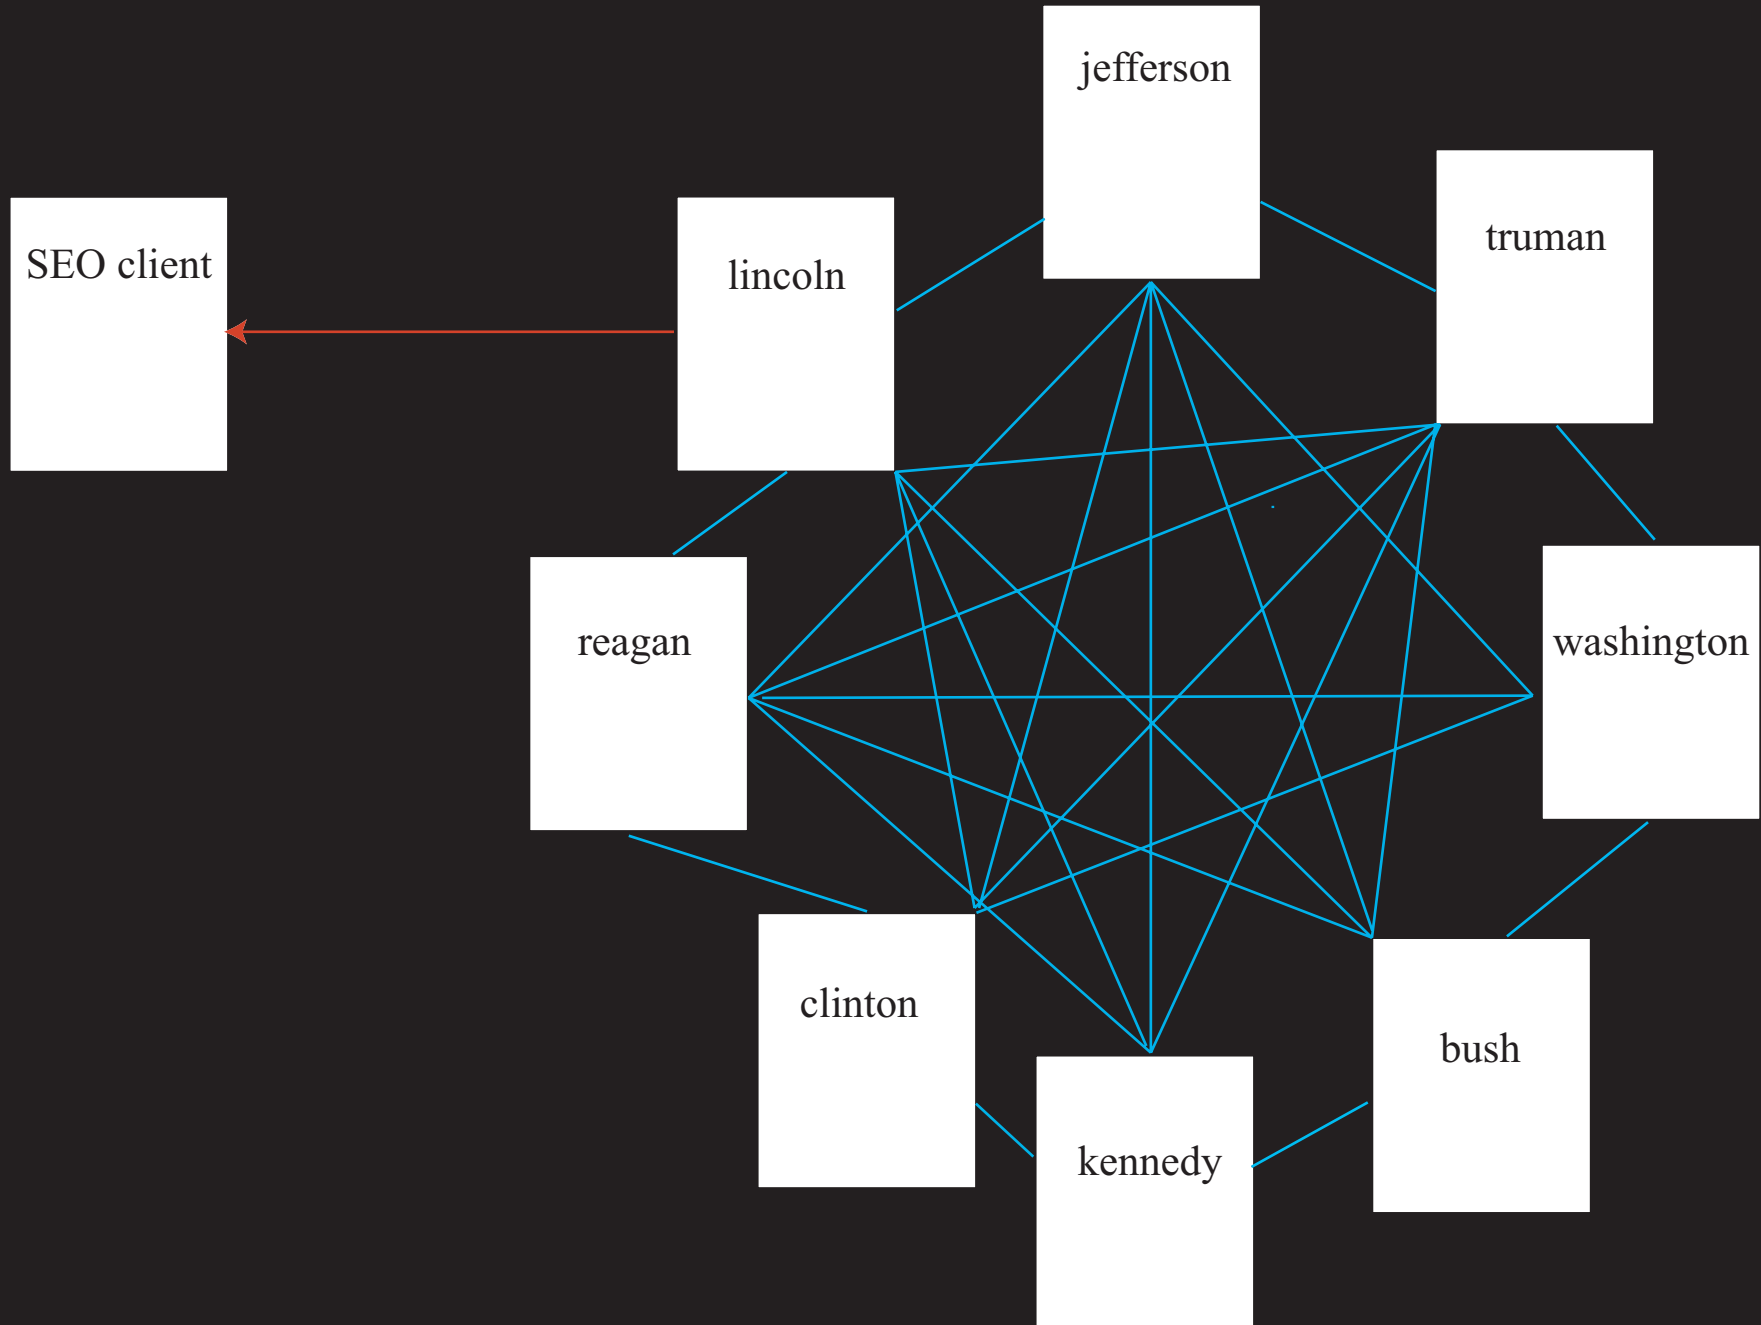 jefferson
truman
SEO client
lincoln
reagan
washington
clinton
bush
kennedy